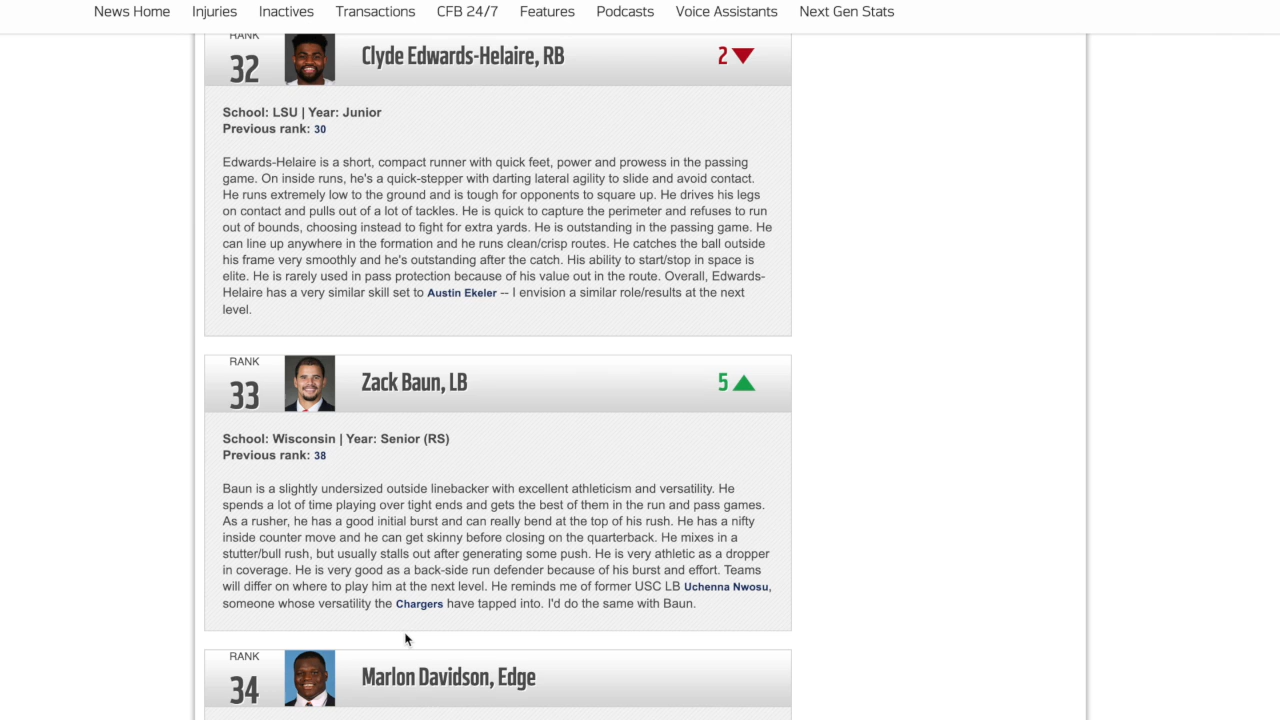 News Home Injuries Inactives Transactions CFB 24/7 Features Podcasts Voice Assistants Next Gen Stats
RANK
32
Clyde Edwards-Helaire, RB
2
School: LSU | Year: Junior
Previous rank: 30
Edwards-Helaire is a short, compact runner with quick feet, power and prowess in the passing
game. On inside runs, he's a quick-stepper with darting lateral agility to slide and avoid contact.
He runs extremely low to the ground and is tough for opponents to square up. He drives his legs
on contact and pulls out of a lot of tackles. He is quick to capture the perimeter and refuses to run
out of bounds, choosing instead to fight for extra yards. He is outstanding in the passing game. He
can line up anywhere in the formation and he runs clean/crisp routes. He catches the ball outside
his frame very smoothly and he's outstanding after the catch. His ability to start/stop in space is
elite. He is rarely used in pass protection because of his value out in the route. Overall, Edwards-
Helaire has a very similar skill set to Austin Ekeler -- I envision a similar role/results at the next
level.
RANK
33
Zack Baun, LB
5
School: Wisconsin | Year: Senior (RS)
Previous rank: 38
Baun is a slightly undersized outside linebacker with excellent athleticism and versatility. He
spends a lot of time playing over tight ends and gets the best of them in the run and pass games.
As a rusher, he has a good initial burst and can really bend at the top of his rush. He has a nifty
inside counter move and he can get skinny before closing on the quarterback. He mixes in a
stutter/bull rush, but usually stalls out after generating some push. He is very athletic as a dropper
in coverage. He is very good as a back-side run defender because of his burst and effort. Teams
will differ on where to play him at the next level. He reminds me of former USC LB Uchenna Nwosu,
someone whose versatility the Chargers have tapped into. I'd do the same with Baun.
RANK
34
Marlon Davidson, Edge